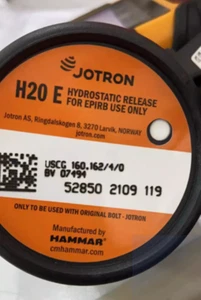 JOTRON
H20 E HYDROSTATIC RELEASE
FOR EPIRB USE ONLY
Jotron AS, Ringdalskogen 8, 3270 Larvik, NORWAY
jotron.com
USCG 160.162/4/0
BV 07494
52850 2109 119
ONLY TO BE USED WITH ORIGINAL BOLT - JOTRON
Manufactured by
HAMMAR
cmhammar.com